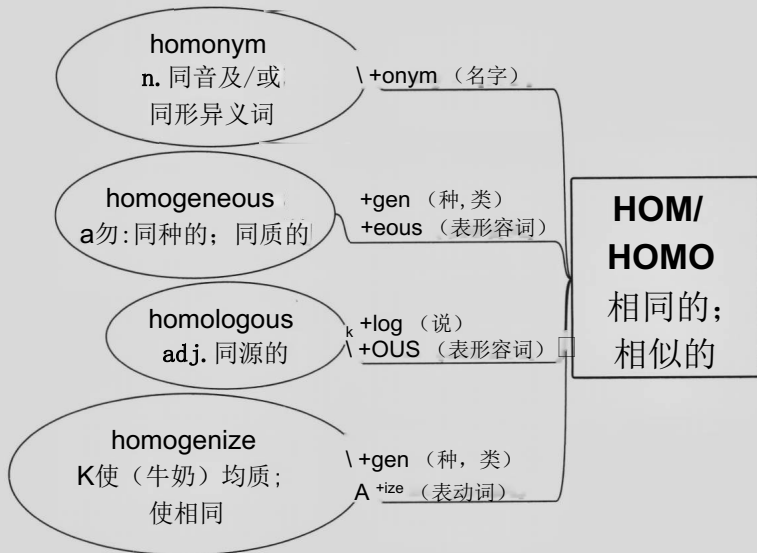 homonym
n. 同音及/或
同形异义词
\ +onym （名字）
homogeneous
a勿:同种的；同质的
+gen （种,类）
+eous （表形容词）
homologous
adj. 同源的
k +log （说）
\ +OUS （表形容词）□
homogenize
K使（牛奶）均质;
使相同
\ +gen （种，类）
A +ize （表动词）
HOM/
HOMO
相同的；
相似的